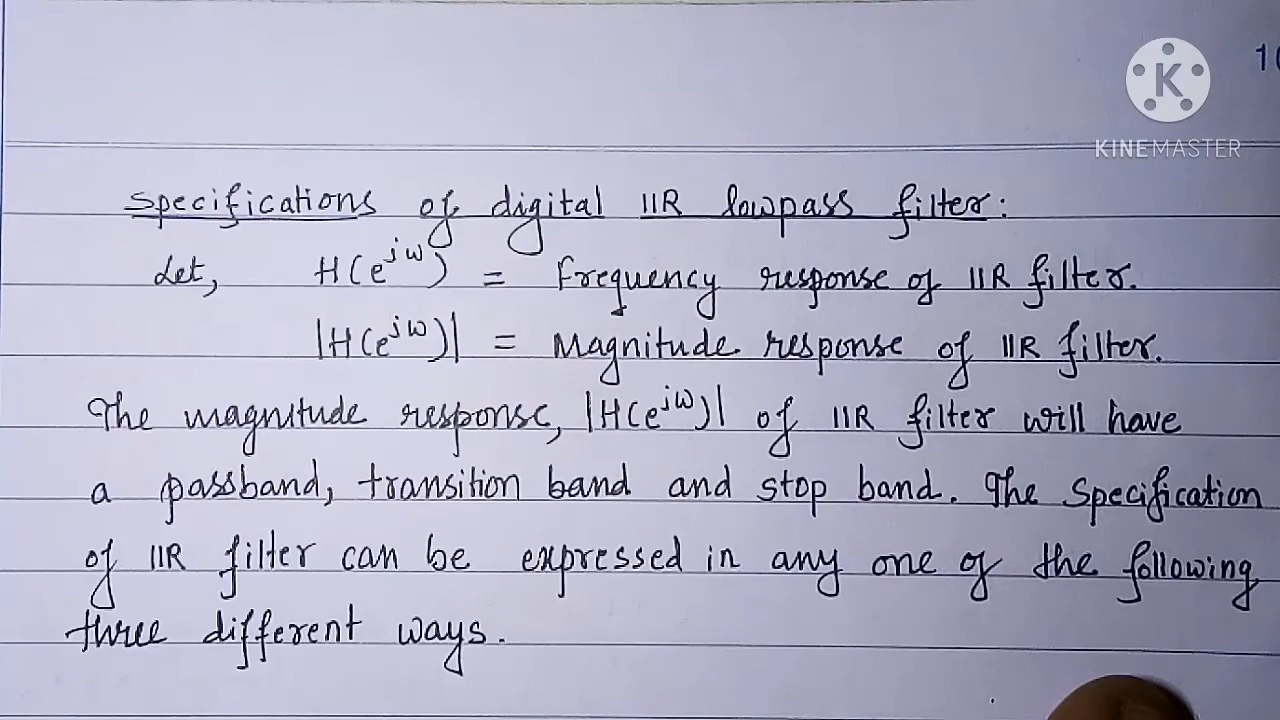 10
K
KINEMASTER
Specifications of digital IIR lowpass filter:
Let, H(e^jω) = Frequency response of IIR filter.
|H(e^jω)| = Magnitude response of IIR filter.
The magnitude response, |H(e^jω)| of IIR filter will have
a passband, transition band and stop band. The specification
of IIR filter can be expressed in any one of the following
three different ways.